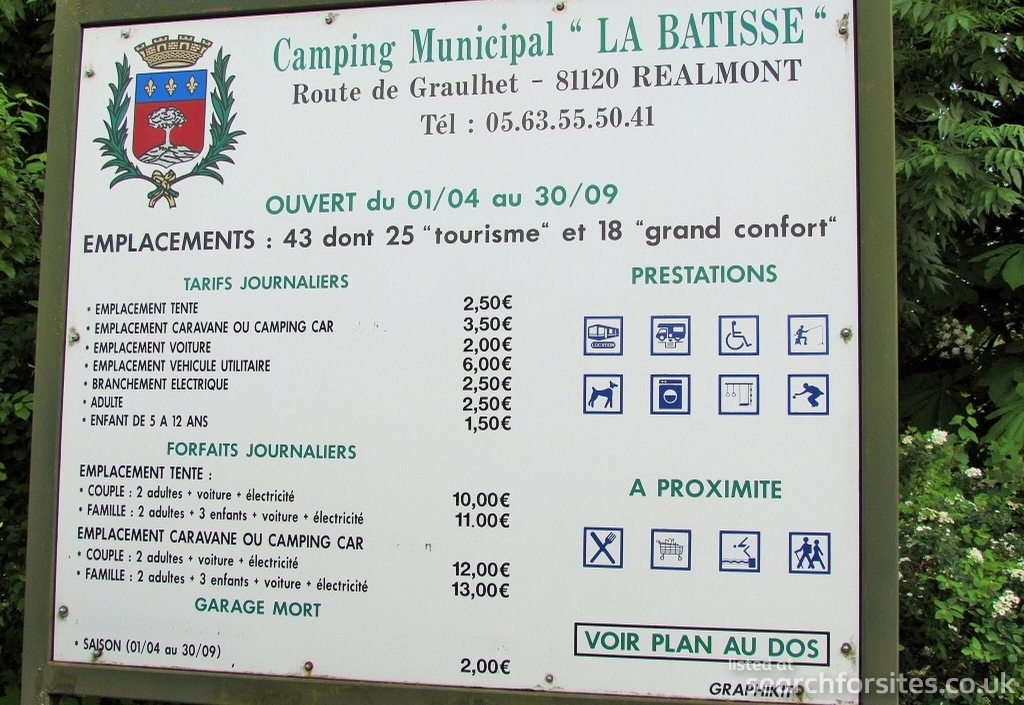 Camping Municipal “ LA BATISSE “
Route de Graulhet - 81120 REALMONT
Tél : 05.63.55.50.41
OUVERT du 01/04 au 30/09
EMPLACEMENTS : 43 dont 25 “tourisme“ et 18 “grand confort“
TARIFS JOURNALIERS
• EMPLACEMENT TENTE 2,50€
• EMPLACEMENT CARAVANE OU CAMPING CAR 3,50€
• EMPLACEMENT VOITURE 2,00€
• EMPLACEMENT VEHICULE UTILITAIRE 6,00€
• BRANCHEMENT ELECTRIQUE 2,50€
• ADULTE 2,50€
• ENFANT DE 5 A 12 ANS 1,50€
FORFAITS JOURNALIERS
EMPLACEMENT TENTE :
• COUPLE : 2 adultes + voiture + électricité 10,00€
• FAMILLE : 2 adultes + 3 enfants + voiture + électricité 11.00€
EMPLACEMENT CARAVANE OU CAMPING CAR
• COUPLE : 2 adultes + voiture + électricité 12,00€
• FAMILLE : 2 adultes + 3 enfants + voiture + électricité 13,00€
GARAGE MORT
• SAISON (01/04 au 30/09) 2,00€
PRESTATIONS
LOCATION
A PROXIMITE
VOIR PLAN AU DOS
GRAPHIKITO
listed at
searchforsites.co.uk